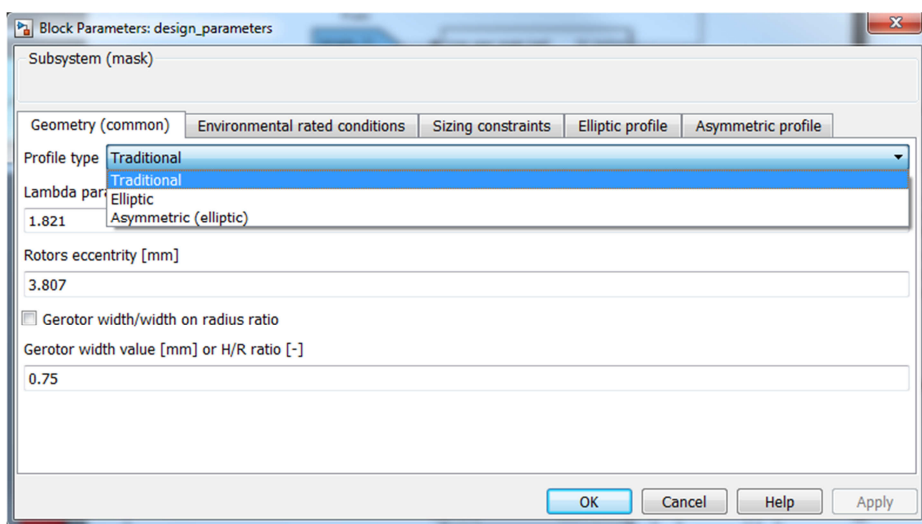 Block Parameters: design_parameters
Subsystem (mask)
Geometry (common) Environmental rated conditions Sizing constraints Elliptic profile Asymmetric profile
Profile type Traditional
Traditional
Lambda para
Elliptic
Asymmetric (elliptic)
1.821
Rotors eccentrity [mm]
3.807
Gerotor width/width on radius ratio
Gerotor width value [mm] or H/R ratio [-]
0.75
OK Cancel Help Apply